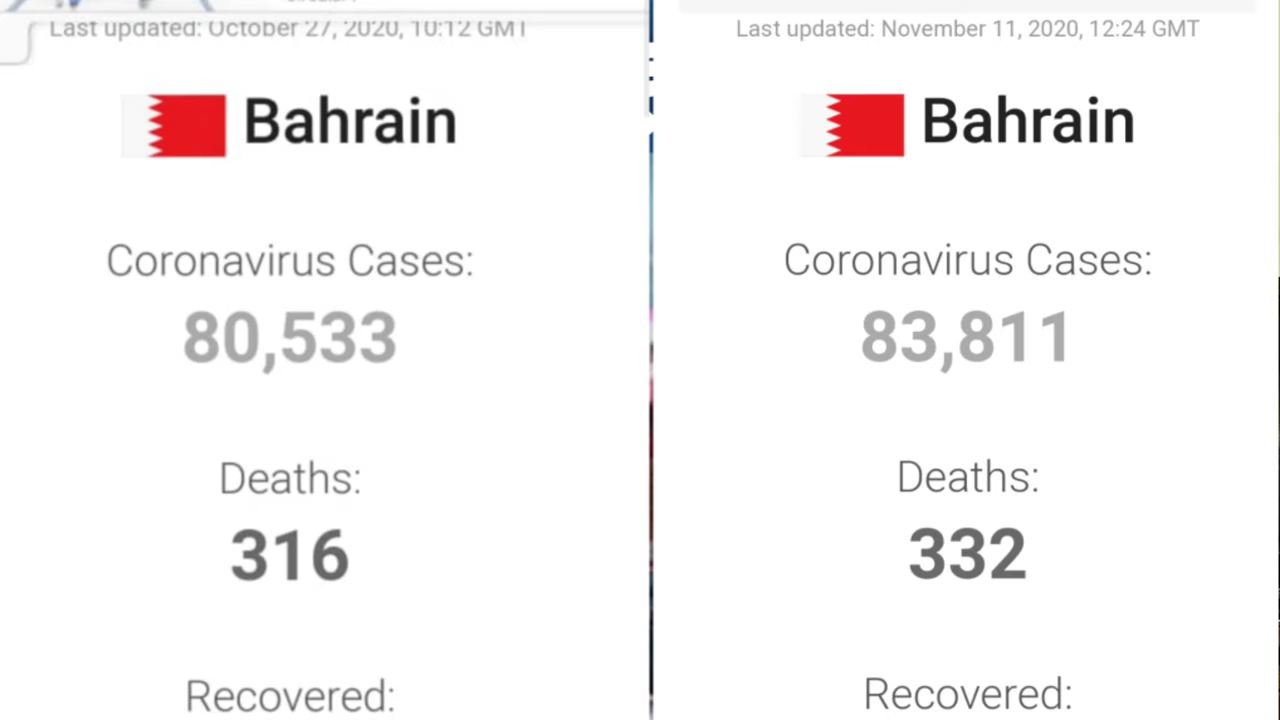 Last updated: October 27, 2020, 10:12 GMT
Bahrain
Coronavirus Cases:
80,533
Deaths:
316
Recovered:
Last updated: November 11, 2020, 12:24 GMT
Bahrain
Coronavirus Cases:
83,811
Deaths:
332
Recovered: